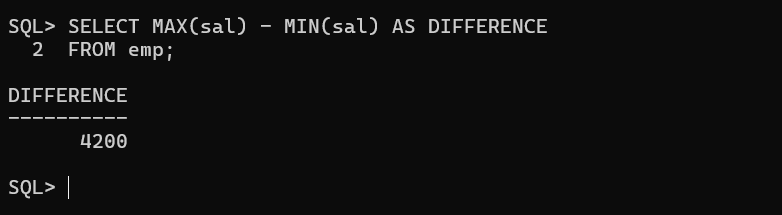 SQL> SELECT MAX(sal) - MIN(sal) AS DIFFERENCE
  2  FROM emp;
DIFFERENCE
----------
      4200
SQL>